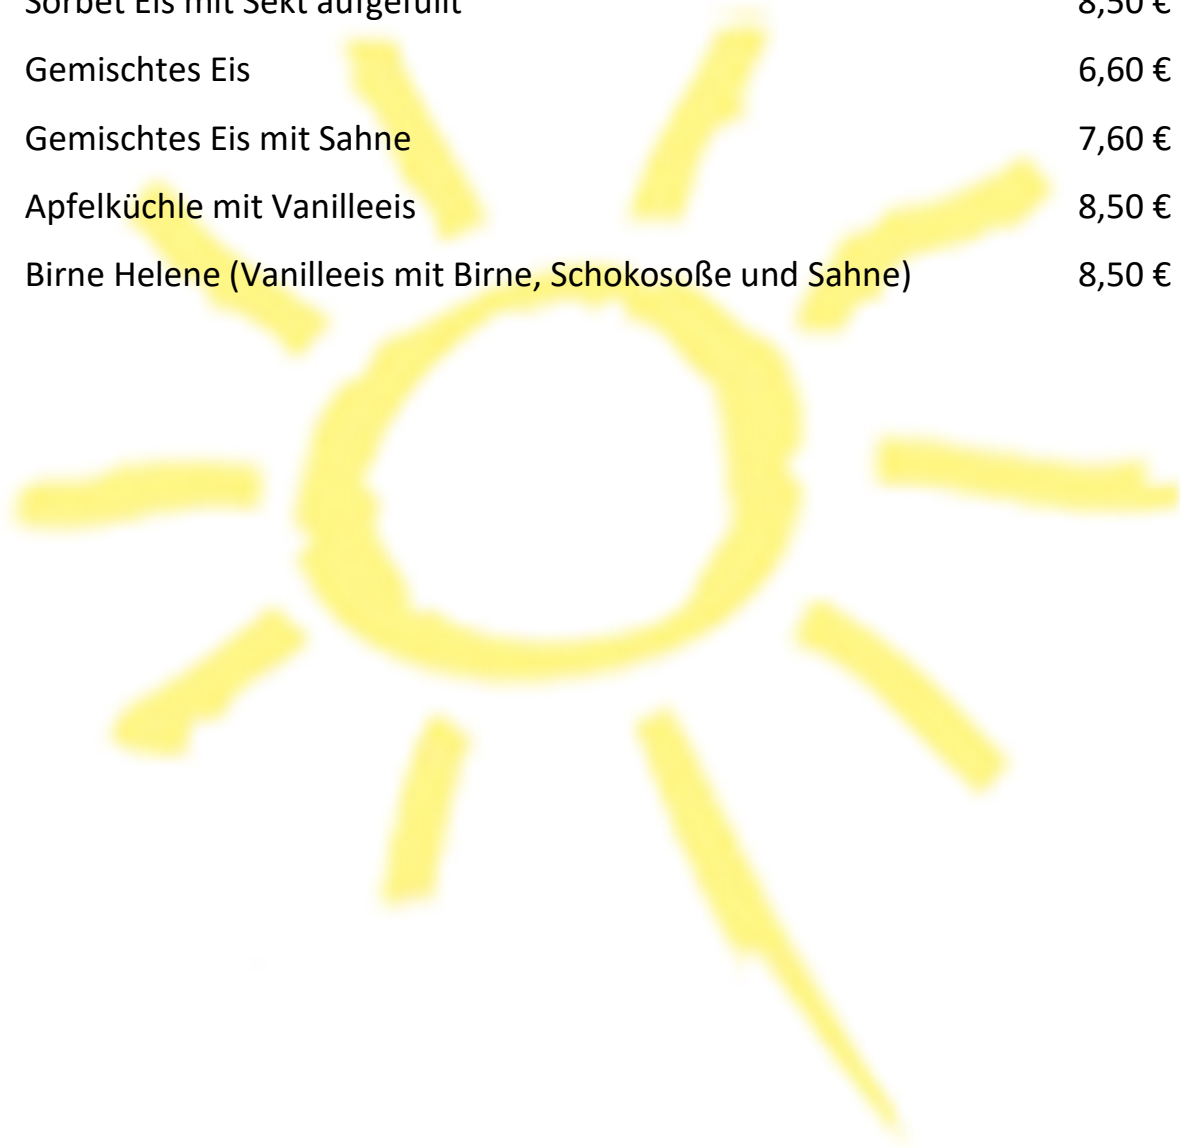 Sorbet Eis mit Sekt aufgefüllt 8,50 €
Gemischtes Eis 6,60 €
Gemischtes Eis mit Sahne 7,60 €
Apfelküchle mit Vanilleeis 8,50 €
Birne Helene (Vanilleeis mit Birne, Schokosoße und Sahne) 8,50 €